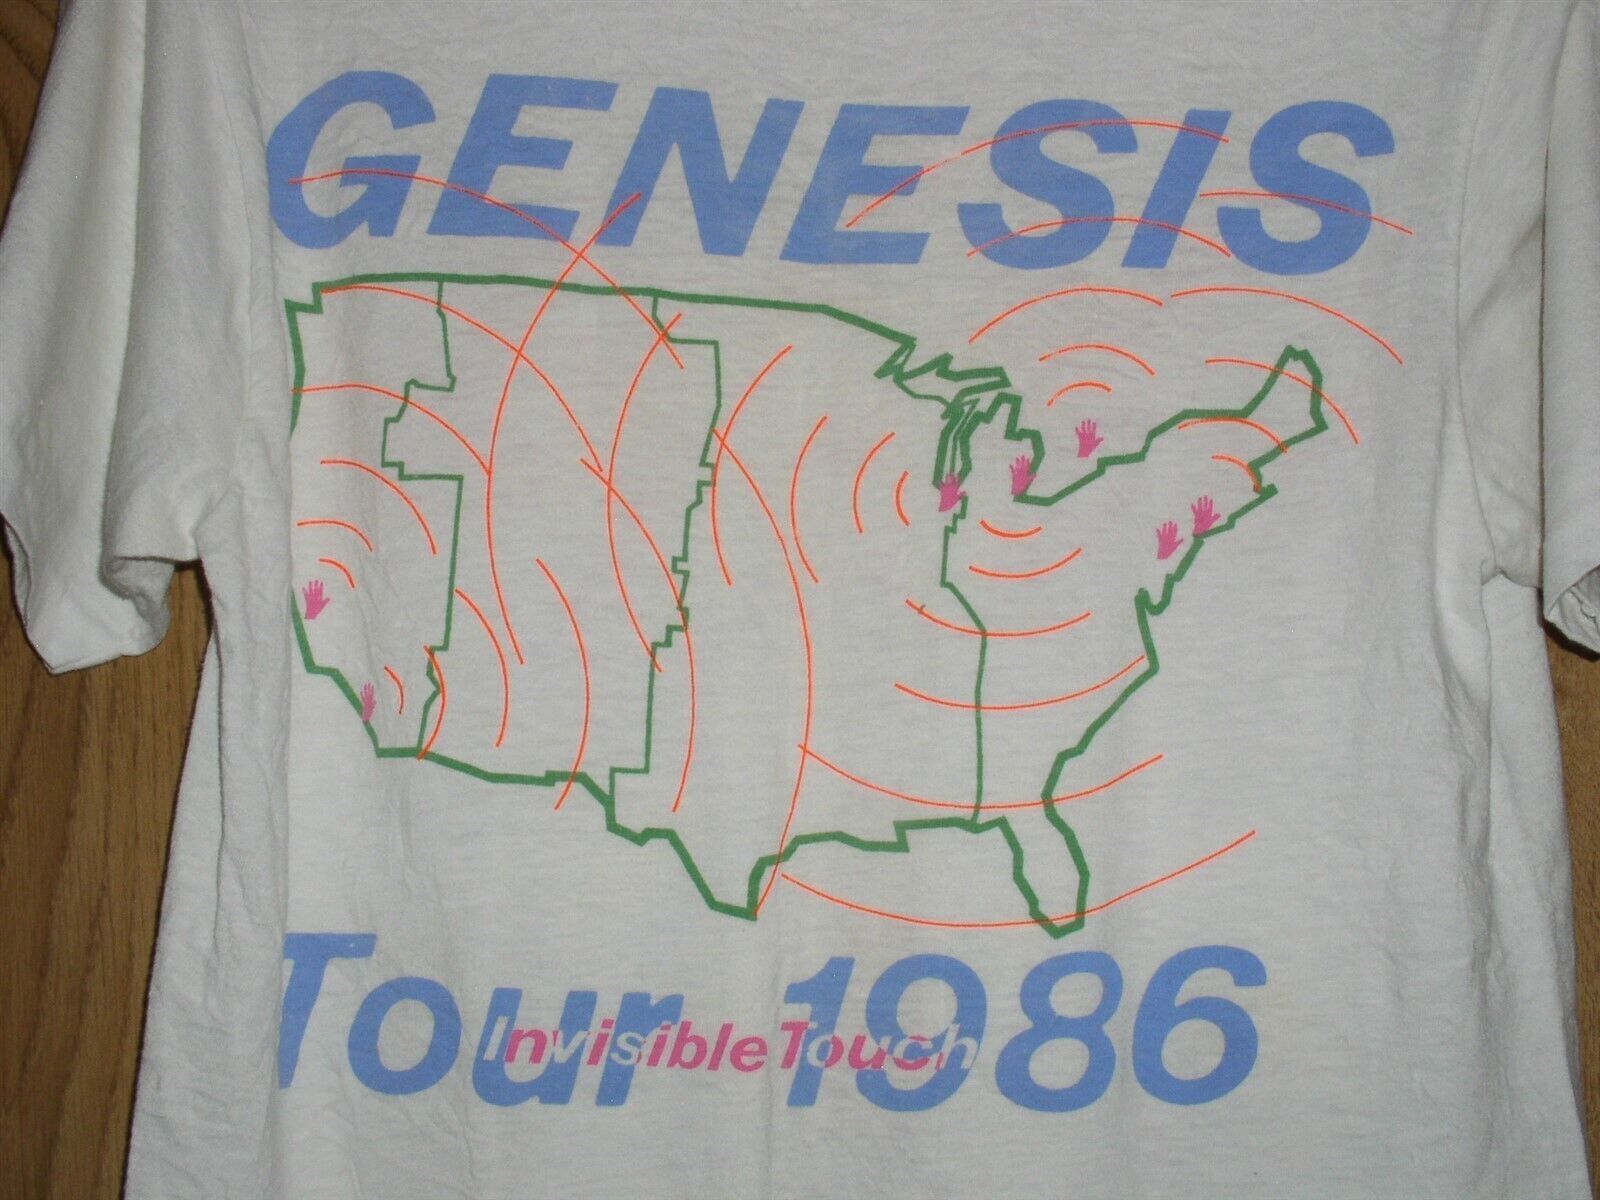 GENESIS
Tour 1986
Invisible Touch